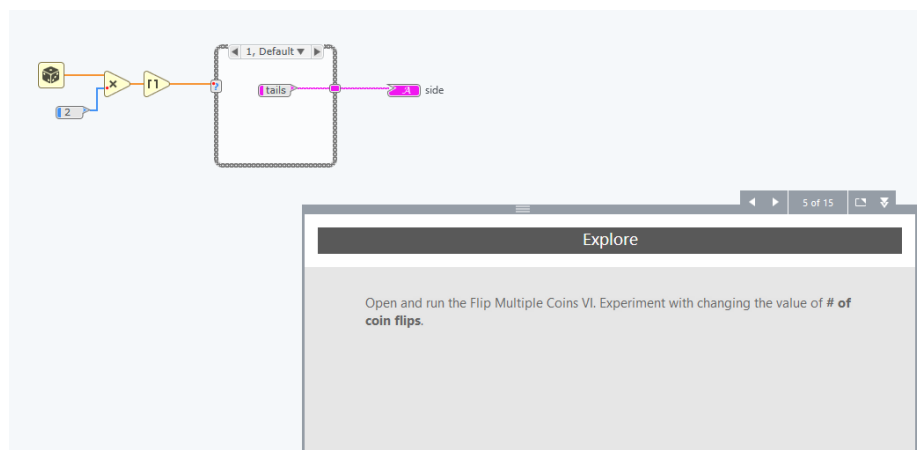 1, Default
tails
side
2
5 of 15
Explore
Open and run the Flip Multiple Coins VI. Experiment with changing the value of # of
coin flips.